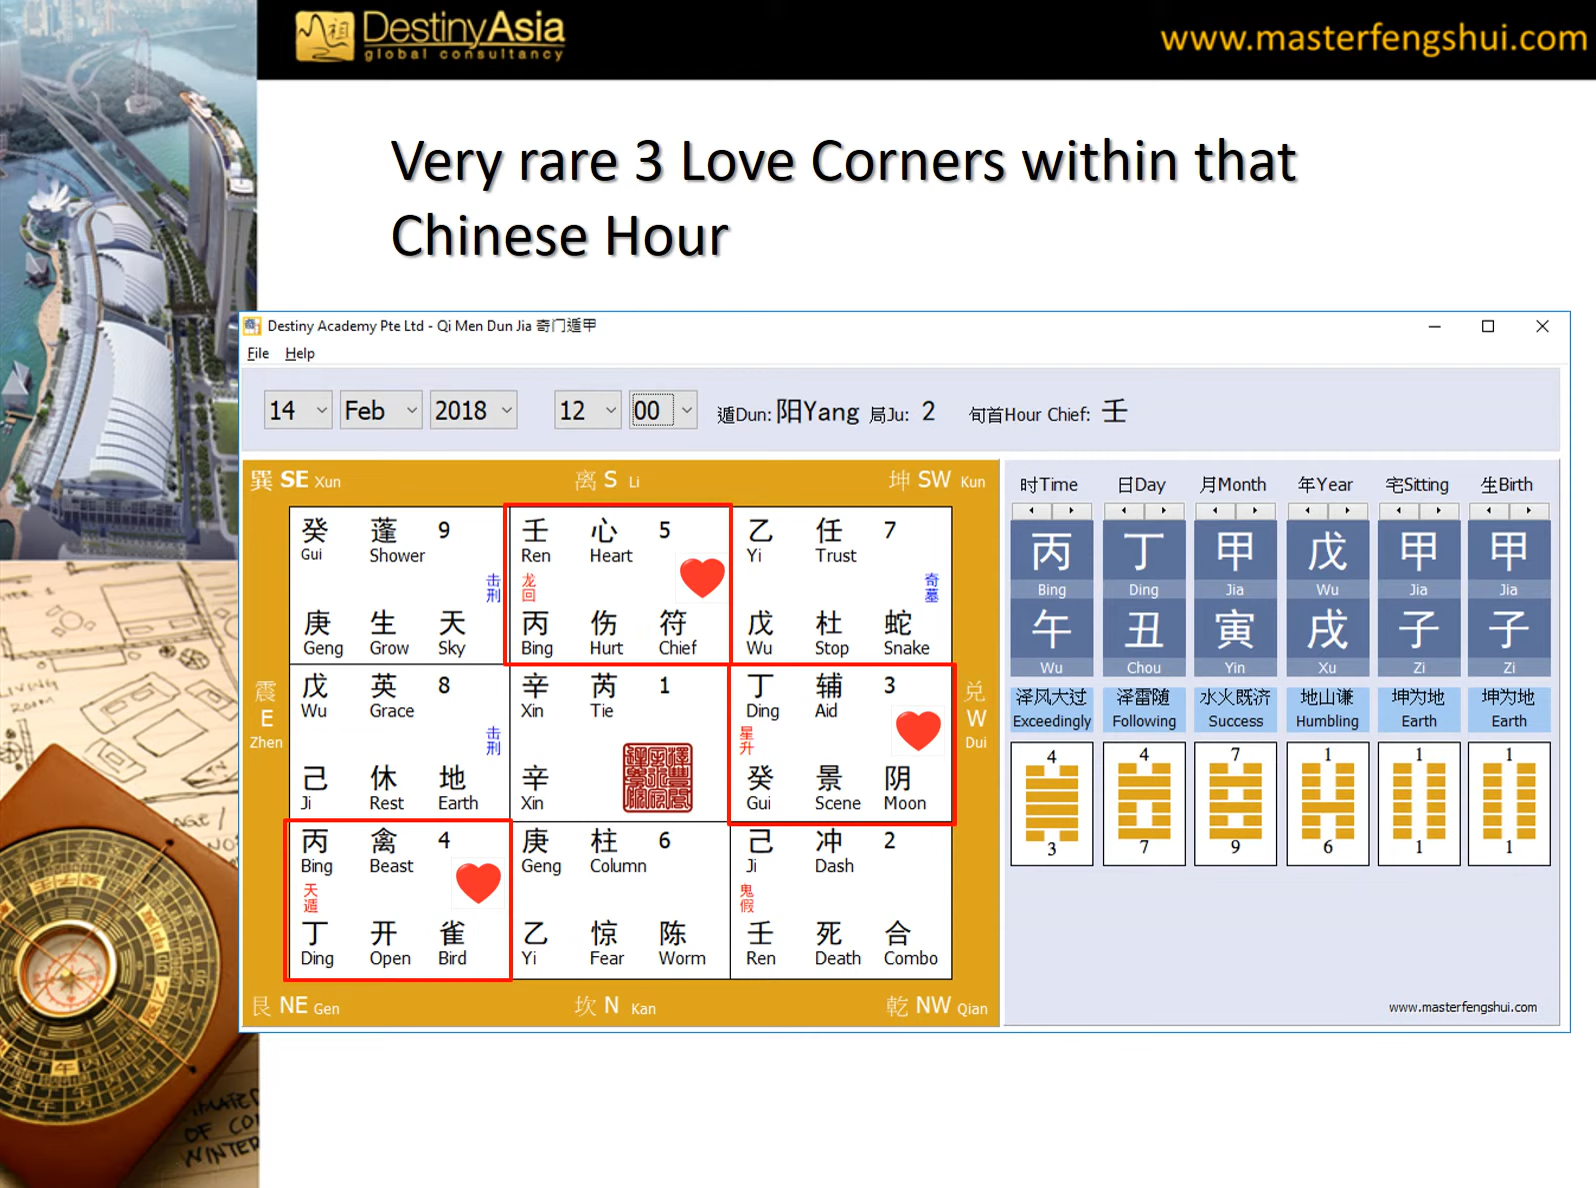 DestinyAsia
global consultancy
www.masterfengshui.com
Very rare 3 Love Corners within that
Chinese Hour
Destiny Academy Pte Ltd - Qi Men Dun Jia 奇门遁甲
File Help
14 Feb 2018 12 00 遁Dun: 阳Yang 局Ju: 2 旬首Hour Chief: 壬
巽 SE Xun 离 S Li 坤 SW Kun
癸 蓬 9
Gui Shower
击刑
庚 生 天
Geng Grow Sky
壬 心 5
Ren Heart
龙回
丙 伤 符
Bing Hurt Chief
乙 任 7
Yi Trust
奇墓
戊 杜 蛇
Wu Stop Snake
震
E
Zhen
戊 英 8
Wu Grace
击刑
己 休 地
Ji Rest Earth
辛 芮 1
Xin Tie
辛
Xin
丁 辅 3
Ding Aid
星升
癸 景 阴
Gui Scene Moon
兑
W
Dui
丙 禽 4
Bing Beast
天遁
丁 开 雀
Ding Open Bird
庚 柱 6
Geng Column
乙 惊 陈
Yi Fear Worm
己 冲 2
Ji Dash
鬼假
壬 死 合
Ren Death Combo
艮 NE Gen 坎 N Kan 乾 NW Qian
时Time 日Day 月Month 年Year 宅Sitting 生Birth
丙 丁 甲 戊 甲 甲
Bing Ding Jia Wu Jia Jia
午 丑 寅 戌 子 子
Wu Chou Yin Xu Zi Zi
泽风大过 泽雷随 水火既济 地山谦 坤为地 坤为地
Exceedingly Following Success Humbling Earth Earth
4 4 7 1 1 1
3 7 9 6 1 1
www.masterfengshui.com